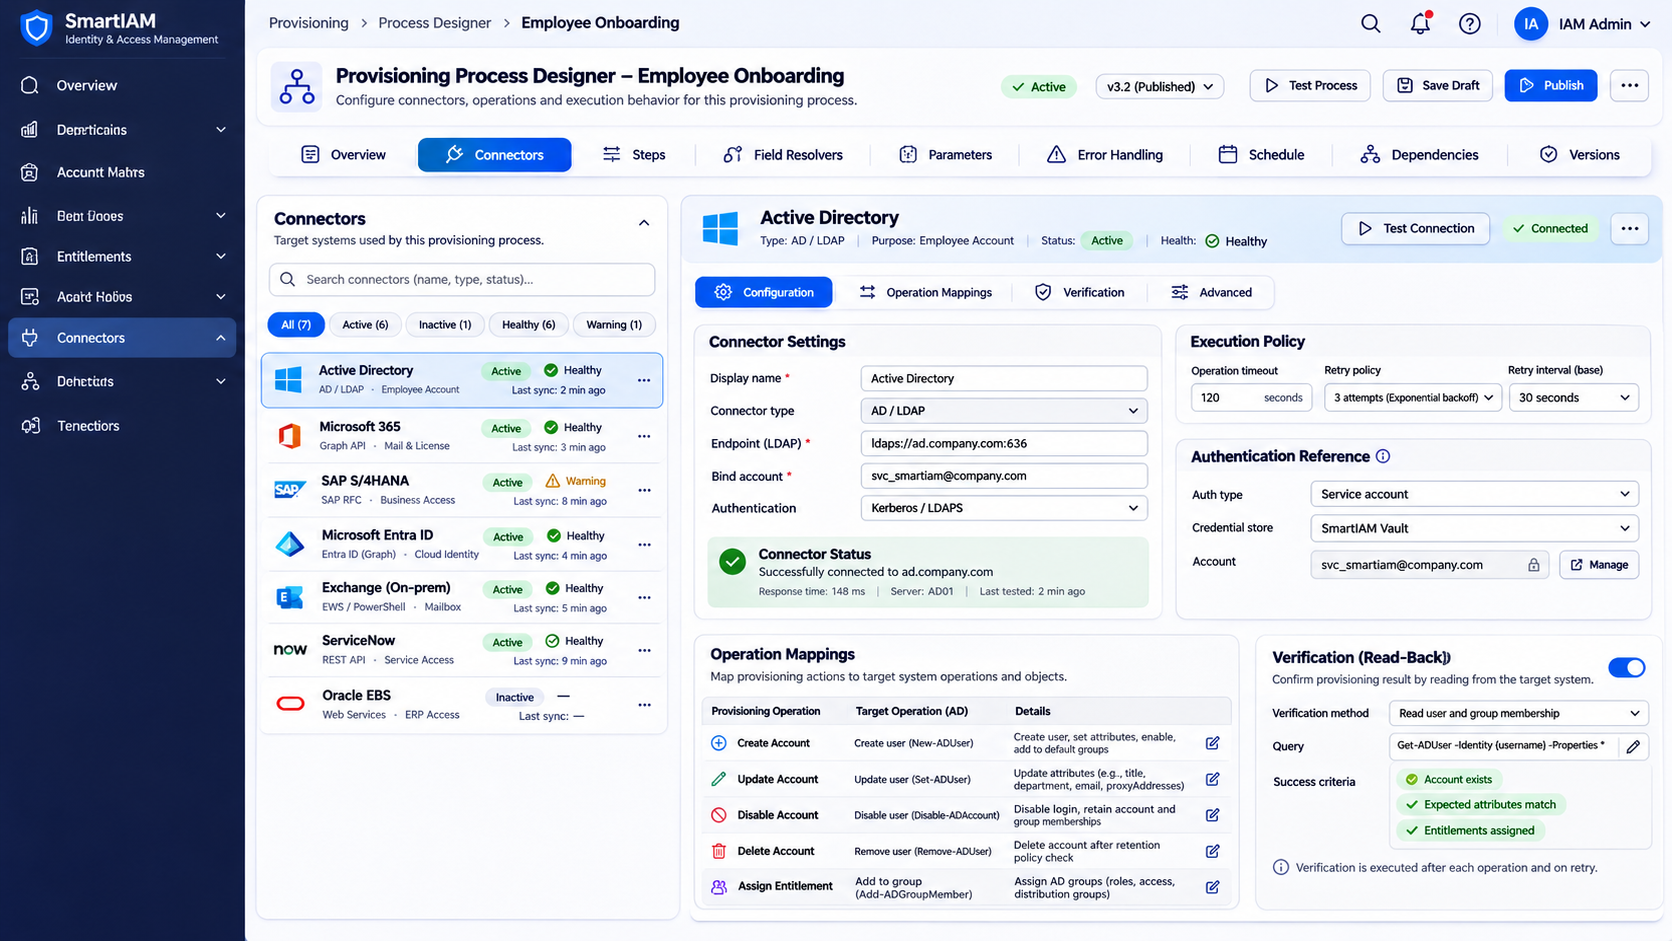 SmartIAM
Identity & Access Management
Overview
Entitlements
Connectors
Provisioning > Process Designer > Employee Onboarding
IA IAM Admin
Provisioning Process Designer – Employee Onboarding
Configure connectors, operations and execution behavior for this provisioning process.
Active
v3.2 (Published)
Test Process
Save Draft
Publish
Overview
Connectors
Steps
Field Resolvers
Parameters
Error Handling
Schedule
Dependencies
Versions
Connectors
Target systems used by this provisioning process.
Search connectors (name, type, status)...
All (7)
Active (6)
Inactive (1)
Healthy (6)
Warning (1)
Active Directory Active Healthy
AD / LDAP · Employee Account Last sync: 2 min ago
Microsoft 365 Active Healthy
Graph API · Mail & License Last sync: 3 min ago
SAP S/4HANA Active Warning
SAP
SAP RFC · Business Access Last sync: 8 min ago
Microsoft Entra ID Active Healthy
Entra ID (Graph) · Cloud Identity Last sync: 4 min ago
Exchange (On-prem) Active Healthy
E
EWS / PowerShell · Mailbox Last sync: 5 min ago
ServiceNow Active Healthy
now
REST API · Service Access Last sync: 9 min ago
Oracle EBS Inactive —
Web Services · ERP Access Last sync: —
Active Directory
Type: AD / LDAP | Purpose: Employee Account | Status: Active | Health: Healthy
Test Connection
Connected
Configuration
Operation Mappings
Verification
Advanced
Connector Settings
Display name * Active Directory
Connector type AD / LDAP
Endpoint (LDAP) * ldaps://ad.company.com:636
Bind account * svc_smartiam@company.com
Authentication Kerberos / LDAPS
Connector Status
Successfully connected to ad.company.com
Response time: 148 ms | Server: AD01 | Last tested: 2 min ago
Execution Policy
Operation timeout Retry policy Retry interval (base)
120 seconds 3 attempts (Exponential backoff) 30 seconds
Authentication Reference
Auth type Service account
Credential store SmartIAM Vault
Account svc_smartiam@company.com Manage
Operation Mappings
Map provisioning actions to target system operations and objects.
Provisioning Operation Target Operation (AD) Details
Create Account Create user (New-ADUser) Create user, set attributes, enable,
add to default groups
Update Account Update user (Set-ADUser) Update attributes (e.g., title,
department, email, proxyAddresses)
Disable Account Disable user (Disable-ADAccount) Disable login, retain account and
group memberships
Delete Account Remove user (Remove-ADUser) Delete account after retention
policy check
Assign Entitlement Add to group
(Add-ADGroupMember) Assign AD groups (roles, access,
distribution groups)
Verification (Read-Back)
Confirm provisioning result by reading from the target system.
Verification method Read user and group membership
Query Get-ADUser -Identity {username} -Properties *
Success criteria Account exists
Expected attributes match
Entitlements assigned
Verification is executed after each operation and on retry.